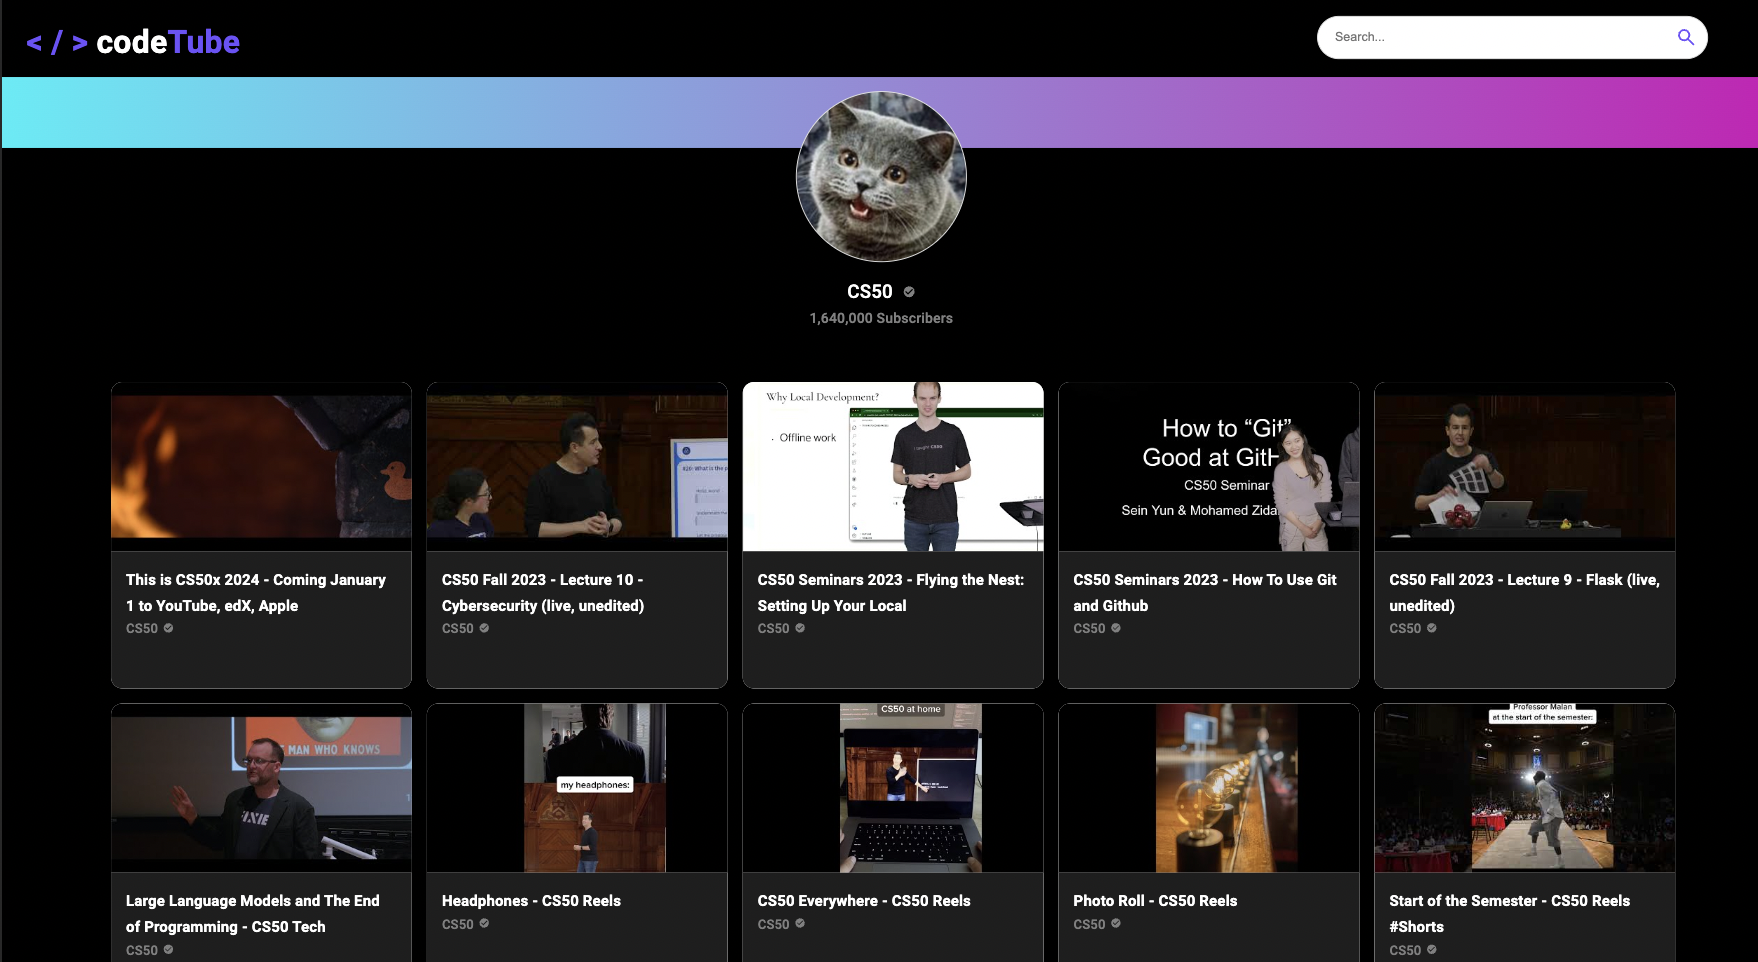 </> codeTube
Search...
CS50
1,640,000 Subscribers
Why Local Development?
Offline work
How to “Git”
Good at GitH
CS50 Seminar
Sein Yun & Mohamed Zida
This is CS50x 2024 - Coming January
1 to YouTube, edX, Apple
CS50
CS50 Fall 2023 - Lecture 10 -
Cybersecurity (live, unedited)
CS50
CS50 Seminars 2023 - Flying the Nest:
Setting Up Your Local
CS50
CS50 Seminars 2023 - How To Use Git
and Github
CS50
CS50 Fall 2023 - Lecture 9 - Flask (live,
unedited)
CS50
MAN WHO KNOWS
my headphones:
CS50 at home
Professor Malan
at the start of the semester:
Large Language Models and The End
of Programming - CS50 Tech
CS50
Headphones - CS50 Reels
CS50
CS50 Everywhere - CS50 Reels
CS50
Photo Roll - CS50 Reels
CS50
Start of the Semester - CS50 Reels
#Shorts
CS50